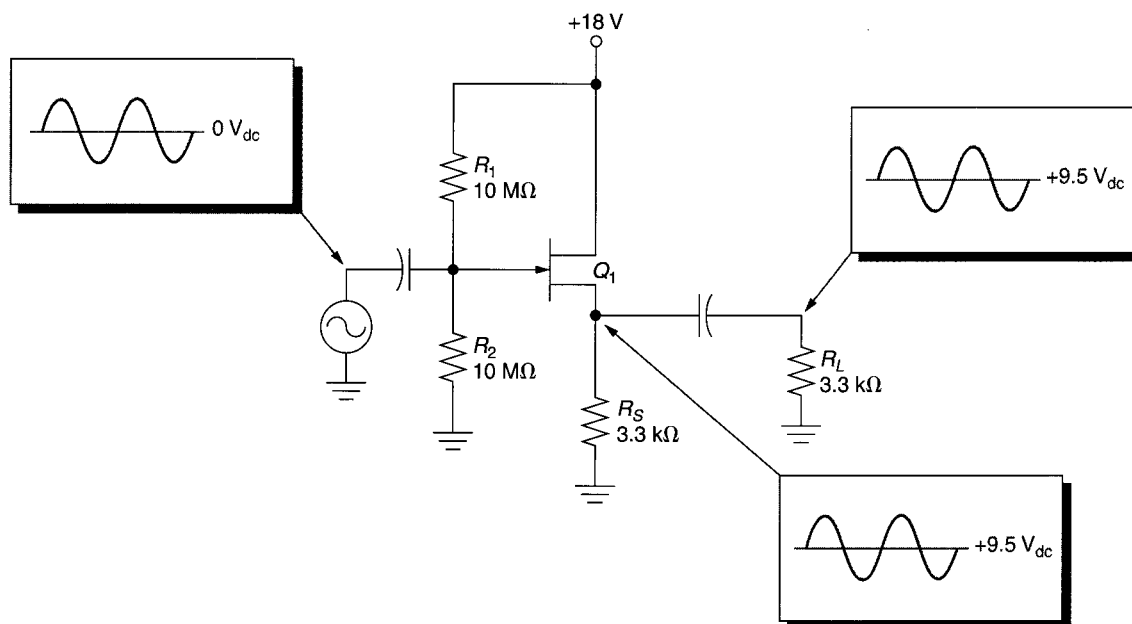 +18 V
0 V_dc
+9.5 V_dc
R_1
10 MΩ
Q_1
R_2
10 MΩ
R_L
3.3 kΩ
R_S
3.3 kΩ
+9.5 V_dc